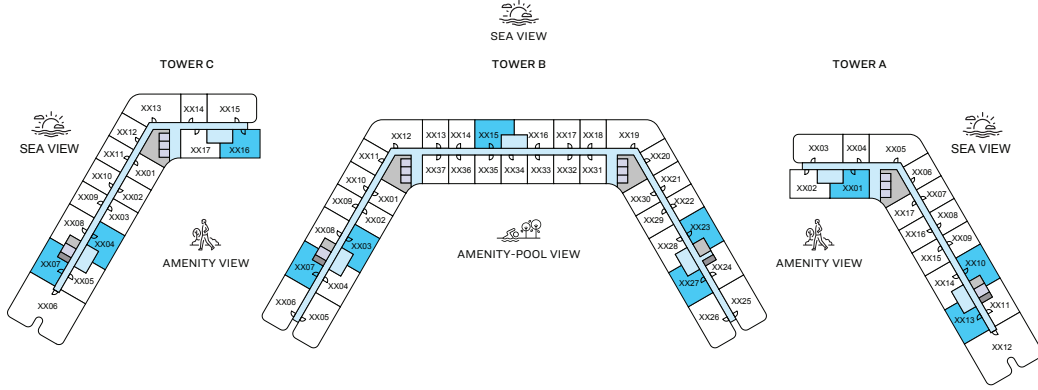 SEA VIEW
TOWER C
TOWER B
TOWER A
SEA VIEW
SEA VIEW
AMENITY VIEW
AMENITY-POOL VIEW
AMENITY VIEW
XX13
XX14
XX15
XX12
XX17
XX16
XX11
XX01
XX10
XX02
XX09
XX03
XX08
XX04
XX07
XX05
XX06
XX12
XX13
XX14
XX15
XX16
XX17
XX18
XX19
XX11
XX37
XX36
XX35
XX34
XX33
XX32
XX31
XX20
XX10
XX01
XX30
XX21
XX09
XX02
XX29
XX22
XX08
XX03
XX28
XX23
XX07
XX04
XX27
XX24
XX06
XX05
XX26
XX25
XX03
XX04
XX05
XX02
XX01
XX06
XX17
XX07
XX16
XX08
XX15
XX09
XX14
XX10
XX13
XX11
XX12